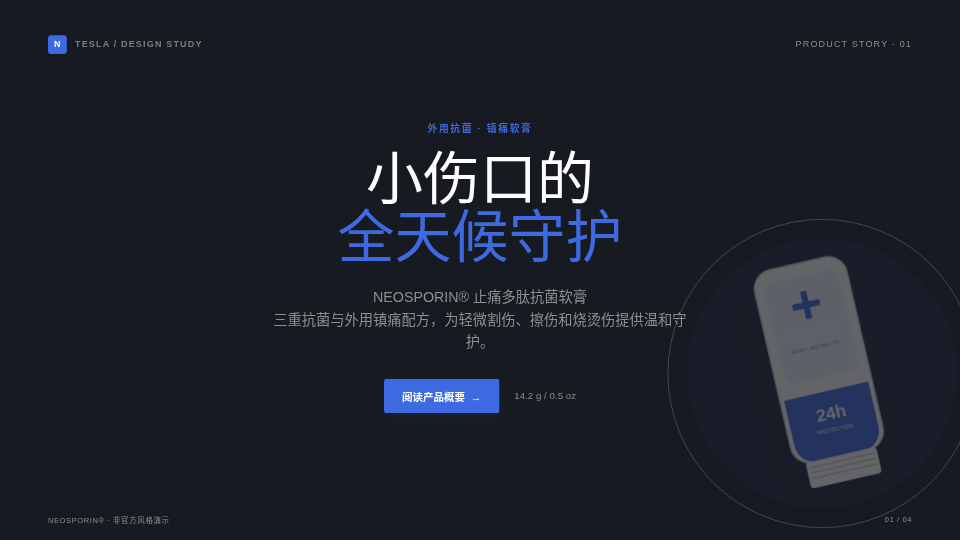 N TESLA / DESIGN STUDY
PRODUCT STORY · 01
外用抗菌 · 镇痛软膏
小伤口的
全天候守护
NEOSPORIN® 止痛多肽抗菌软膏
三重抗菌与外用镇痛配方，为轻微割伤、擦伤和烧烫伤提供温和守
护。
阅读产品概要 →
14.2 g / 0.5 oz
24h
PROTECTION
NEOSPORIN® · 非官方风格演示
01 / 04